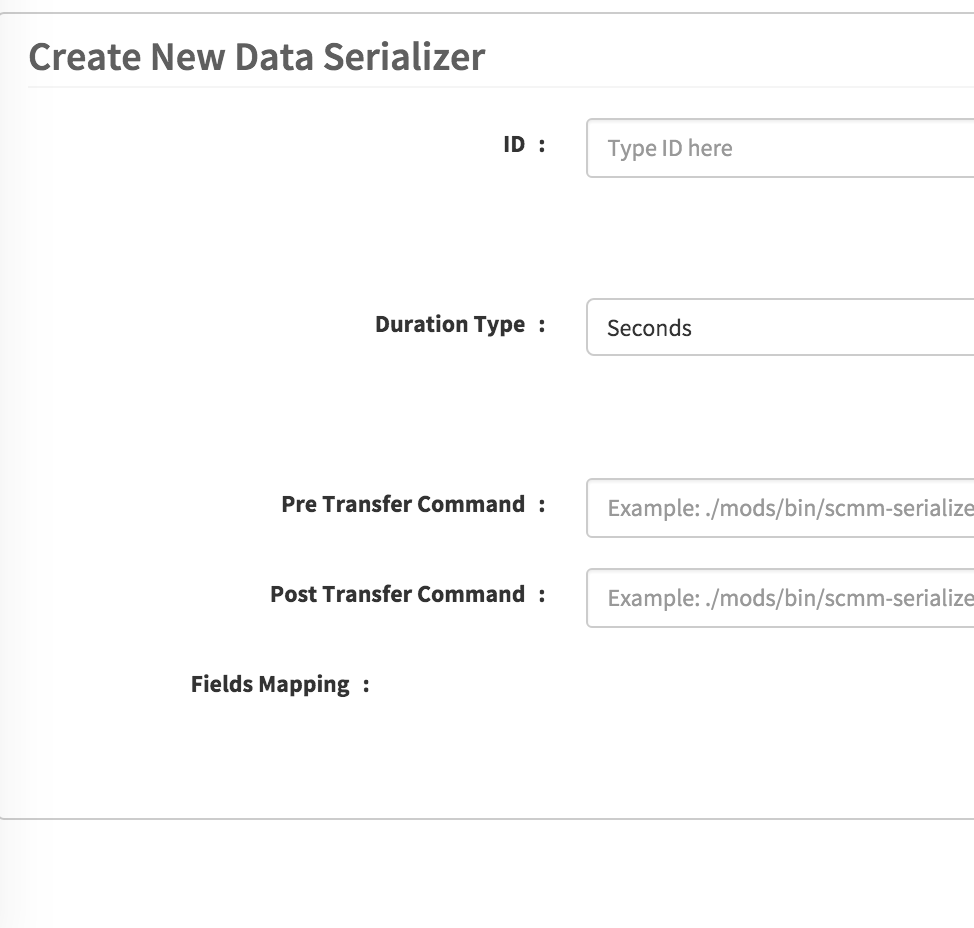 Create New Data Serializer
ID :
Type ID here
Duration Type :
Seconds
Pre Transfer Command :
Example: ./mods/bin/scmm-serialize
Post Transfer Command :
Example: ./mods/bin/scmm-serialize
Fields Mapping :